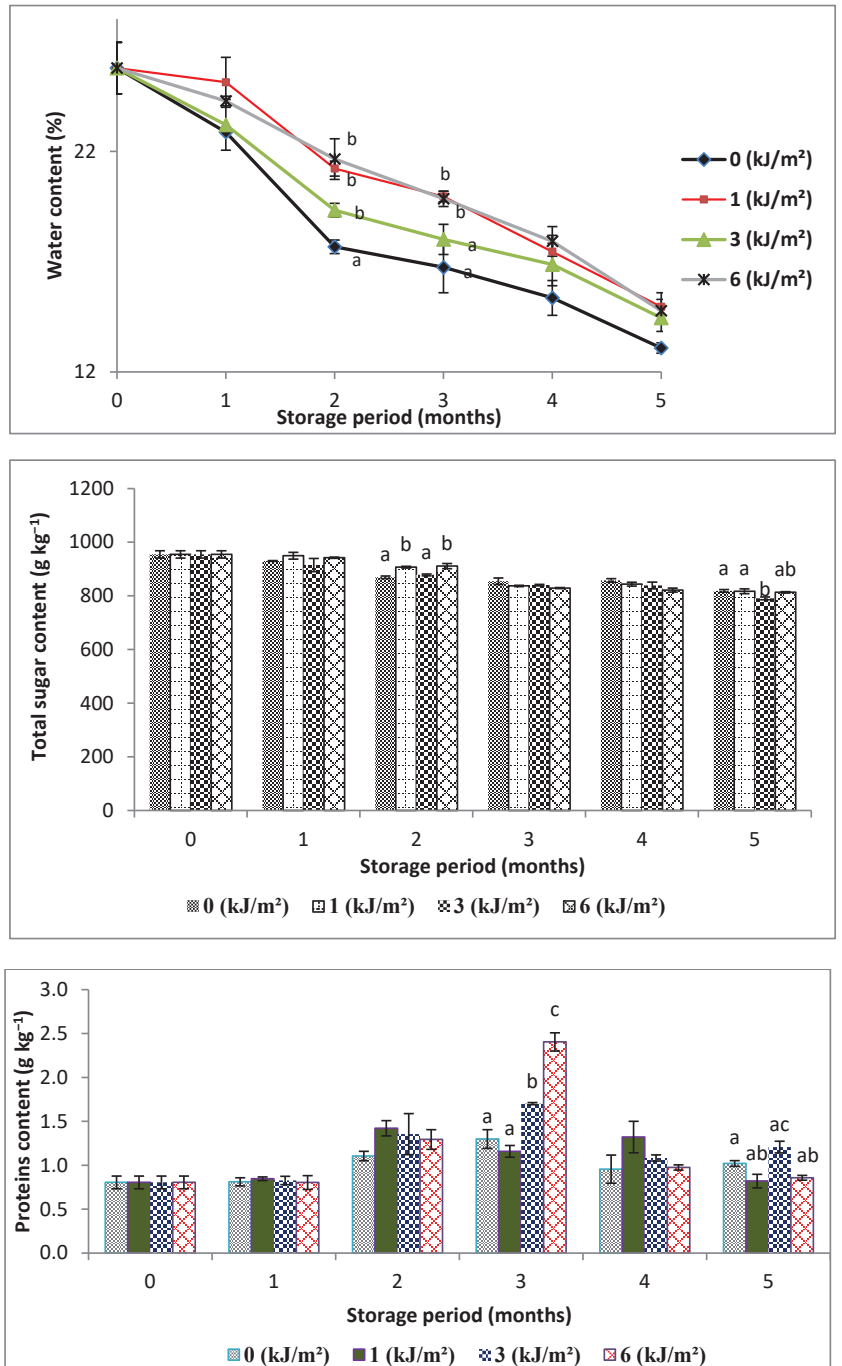 Water content (%)
22
12
b
b
b
a
b
b
a
a
0 (kJ/m²)
1 (kJ/m²)
3 (kJ/m²)
6 (kJ/m²)
0 1 2 3 4 5
Storage period (months)
Total sugar content (g kg⁻¹)
1200
1000
800
600
400
200
0
a b a b
a a b ab
0 1 2 3 4 5
Storage period (months)
0 (kJ/m²) 1 (kJ/m²) 3 (kJ/m²) 6 (kJ/m²)
Proteins content (g kg⁻¹)
3.0
2.5
2.0
1.5
1.0
0.5
0.0
a a b c
a ab ac ab
0 1 2 3 4 5
Storage period (months)
0 (kJ/m²) 1 (kJ/m²) 3 (kJ/m²) 6 (kJ/m²)